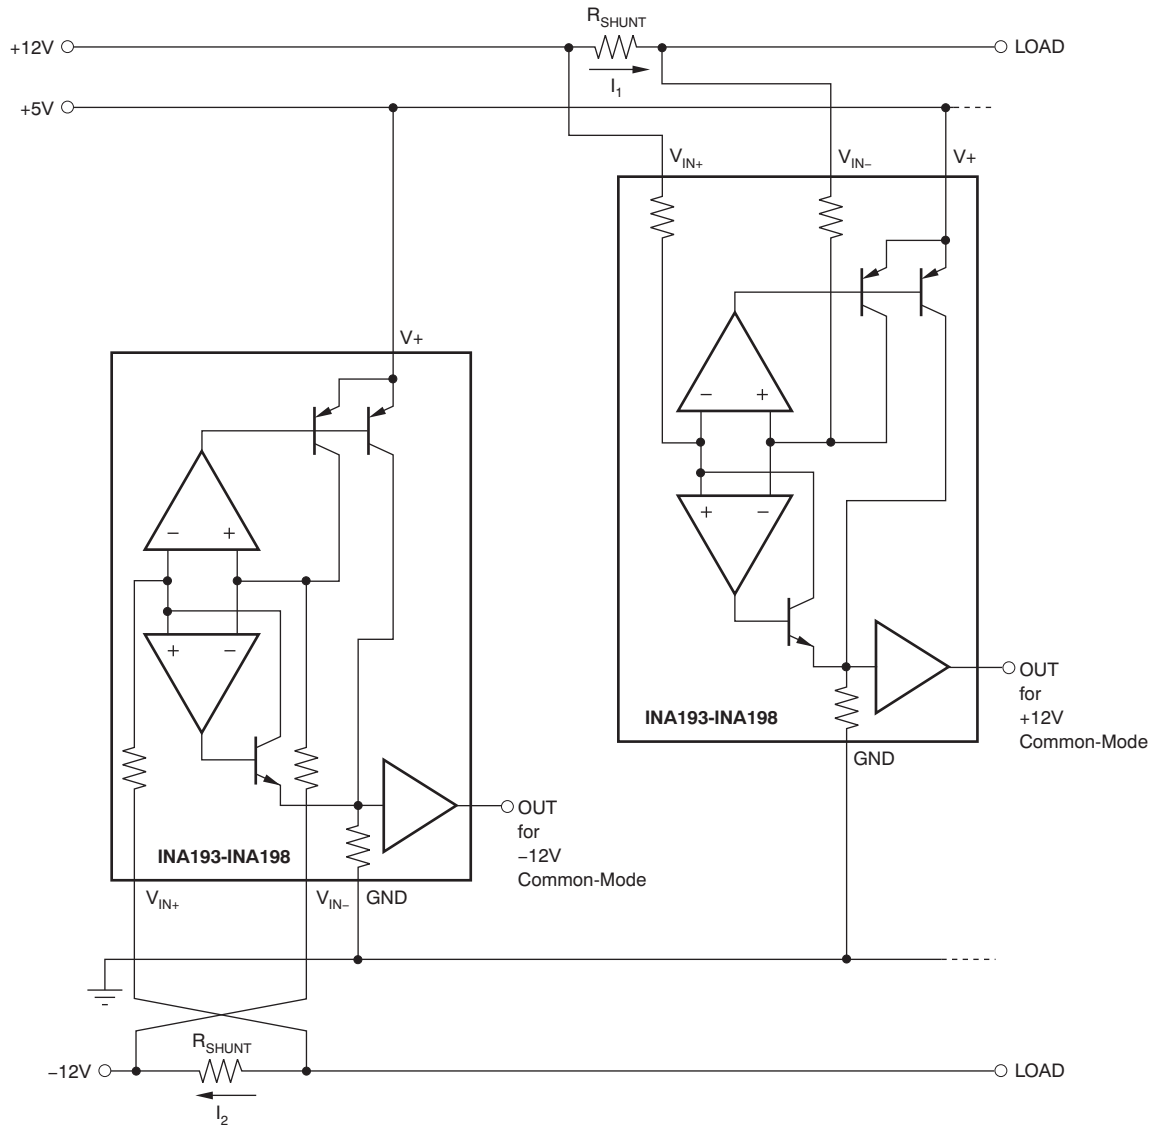 R_SHUNT
+12V
LOAD
I_1
+5V
V_IN+
V_IN–
V+
V+
– +
+ –
– +
+ –
INA193-INA198
OUT
for
+12V
Common-Mode
GND
INA193-INA198
OUT
for
–12V
Common-Mode
V_IN+
V_IN–
GND
R_SHUNT
–12V
LOAD
I_2